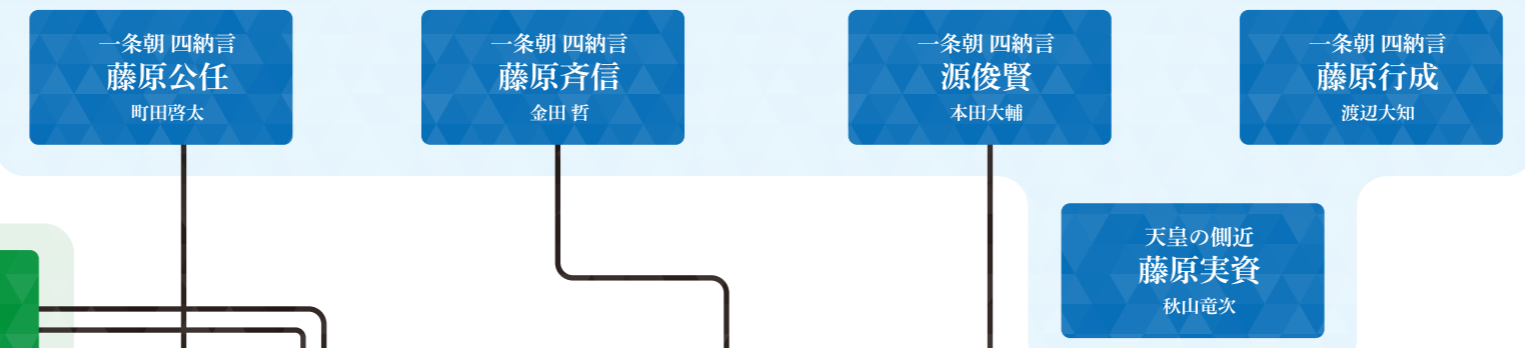 一条朝 四納言
藤原公任
町田啓太
一条朝 四納言
藤原斉信
金田 哲
一条朝 四納言
源俊賢
本田大輔
一条朝 四納言
藤原行成
渡辺大知
天皇の側近
藤原実資
秋山竜次